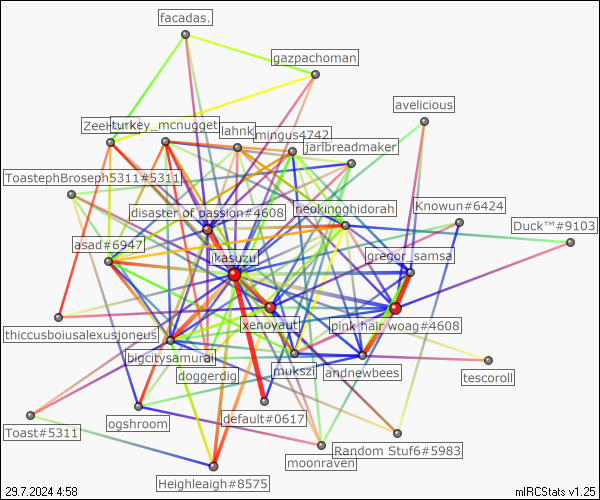 facadas.
gazpachoman
avelicious
turkey_mcnugget
lahnk
mingus4742
jarlbreadmaker
ToastephBroseph5311#5311
neokingghidorah
Knowun#6424
disaster of passion#4608
Duck™#9103
asad#6947
ikasuzu
gregor_samsa
thiccusboiusalexusjoneus
xenoyaut
pink hair woag#4608
bigcitysamurai
doggerdig
mukszi
andnewbees
tescoroll
ogshroom
default#0617
Toast#5311
moonraven
Random Stuf6#5983
Heighleaigh#8575
29.7.2024 4:58
mIRCStats v1.25